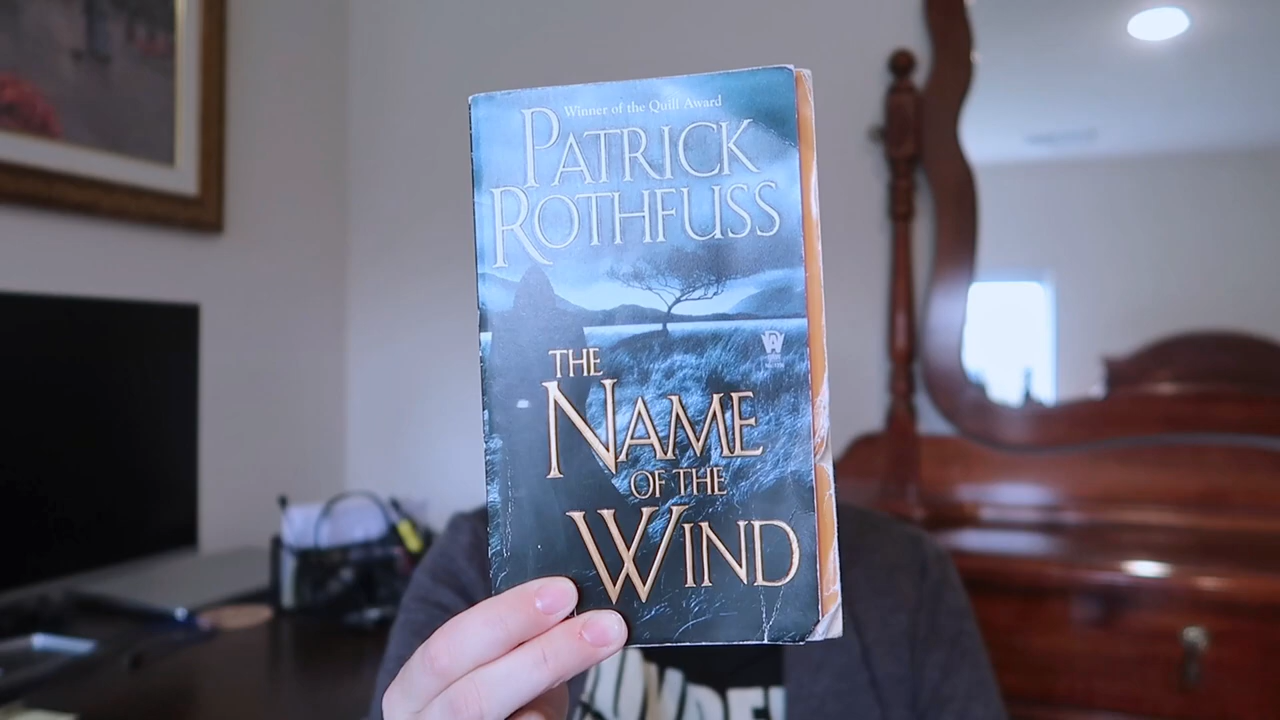 Winner of the Quill Award
PATRICK
ROTHFUSS
THE
NAME
OF THE
WIND